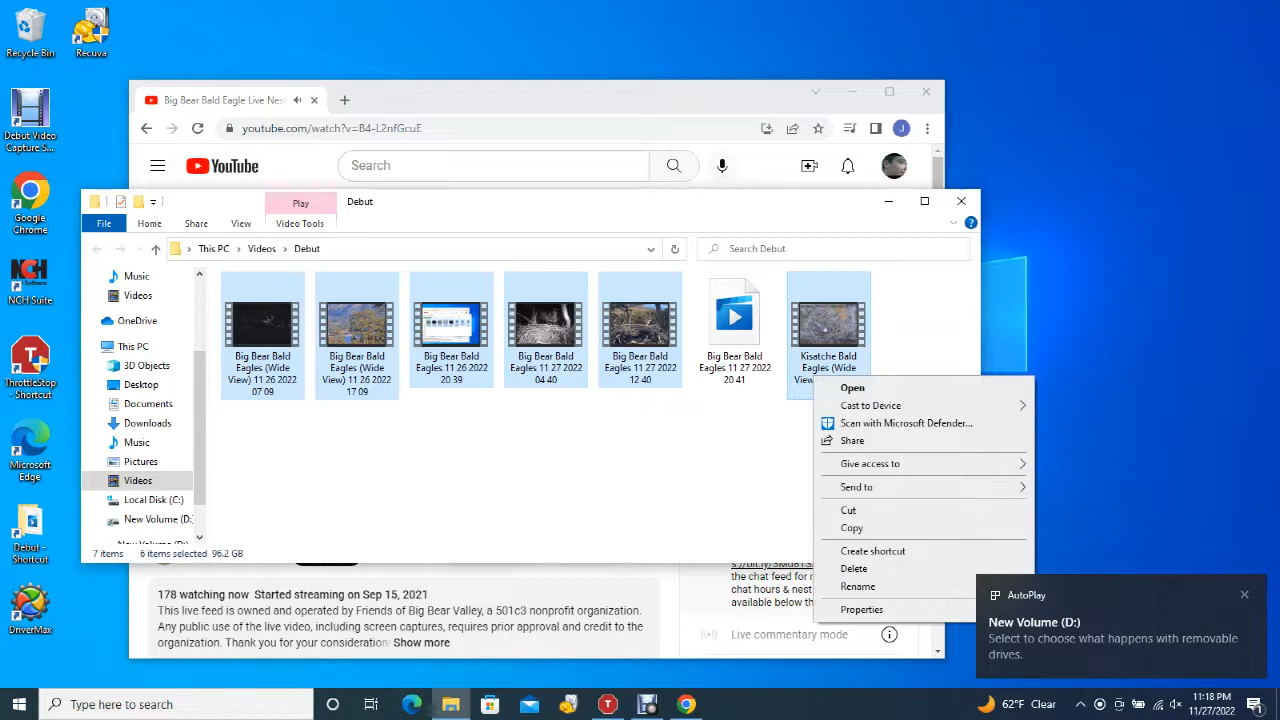 Recycle Bin
Recuva
Debut Video
Capture S...
Google
Chrome
NCH
Software
NCH Suite
ThrottleStop
- Shortcut
Microsoft
Edge
Debut -
Shortcut
DriverMax
Big Bear Bald Eagle Live Nes
youtube.com/watch?v=B4-L2nfGcuE
J
YouTube
Search
Play
Debut
File
Home
Share
View
Video Tools
This PC
Videos
Debut
Search Debut
Music
Videos
OneDrive
This PC
3D Objects
Desktop
Documents
Downloads
Music
Pictures
Videos
Local Disk (C:)
New Volume (D:
New Volume (D:)
Big Bear Bald
Eagles (Wide
View) 11 26 2022
07 09
Big Bear Bald
Eagles (Wide
View) 11 26 2022
17 09
Big Bear Bald
Eagles 11 26 2022
20 39
Big Bear Bald
Eagles 11 27 2022
04 40
Big Bear Bald
Eagles 11 27 2022
12 40
Big Bear Bald
Eagles 11 27 2022
20 41
Kisatche Bald
Eagles (Wide
View
7 items
6 items selected 96.2 GB
Open
Cast to Device
Scan with Microsoft Defender...
Share
Give access to
Send to
Cut
Copy
Create shortcut
Delete
Rename
Properties
178 watching now Started streaming on Sep 15, 2021
This live feed is owned and operated by Friends of Big Bear Valley, a 501c3 nonprofit organization.
Any public use of the live video, including screen captures, requires prior approval and credit to the
organization. Thank you for your consideration! Show more
the chat feed for
chat hours & nest
available below th
Live commentary mode
AutoPlay
New Volume (D:)
Select to choose what happens with removable
drives.
Type here to search
62°F Clear
11:18 PM
11/27/2022
1